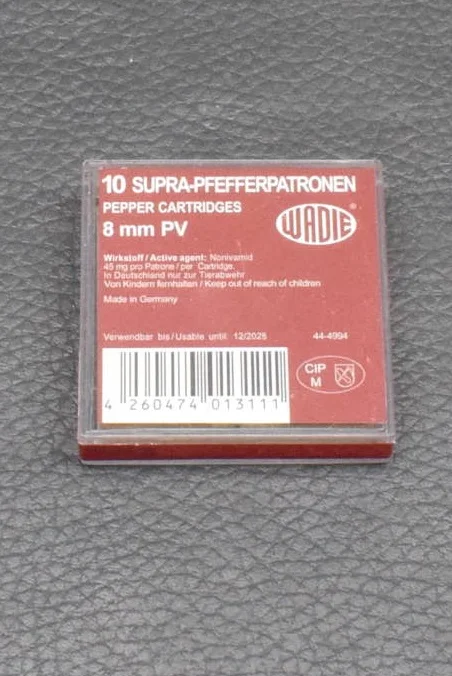 10 SUPRA-PFEFFERPATRONEN
PEPPER CARTRIDGES
8 mm PV
WADIE
®
Wirkstoff / Active agent: Nonivamid
45 mg pro Patrone / per Cartridge.
In Deutschland nur zur Tierabwehr
Von Kindern fernhalten / Keep out of reach of children
Made in Germany
Verwendbar bis / Usable until: 12/2028
44-4994
CIP
M
4 260474 013111